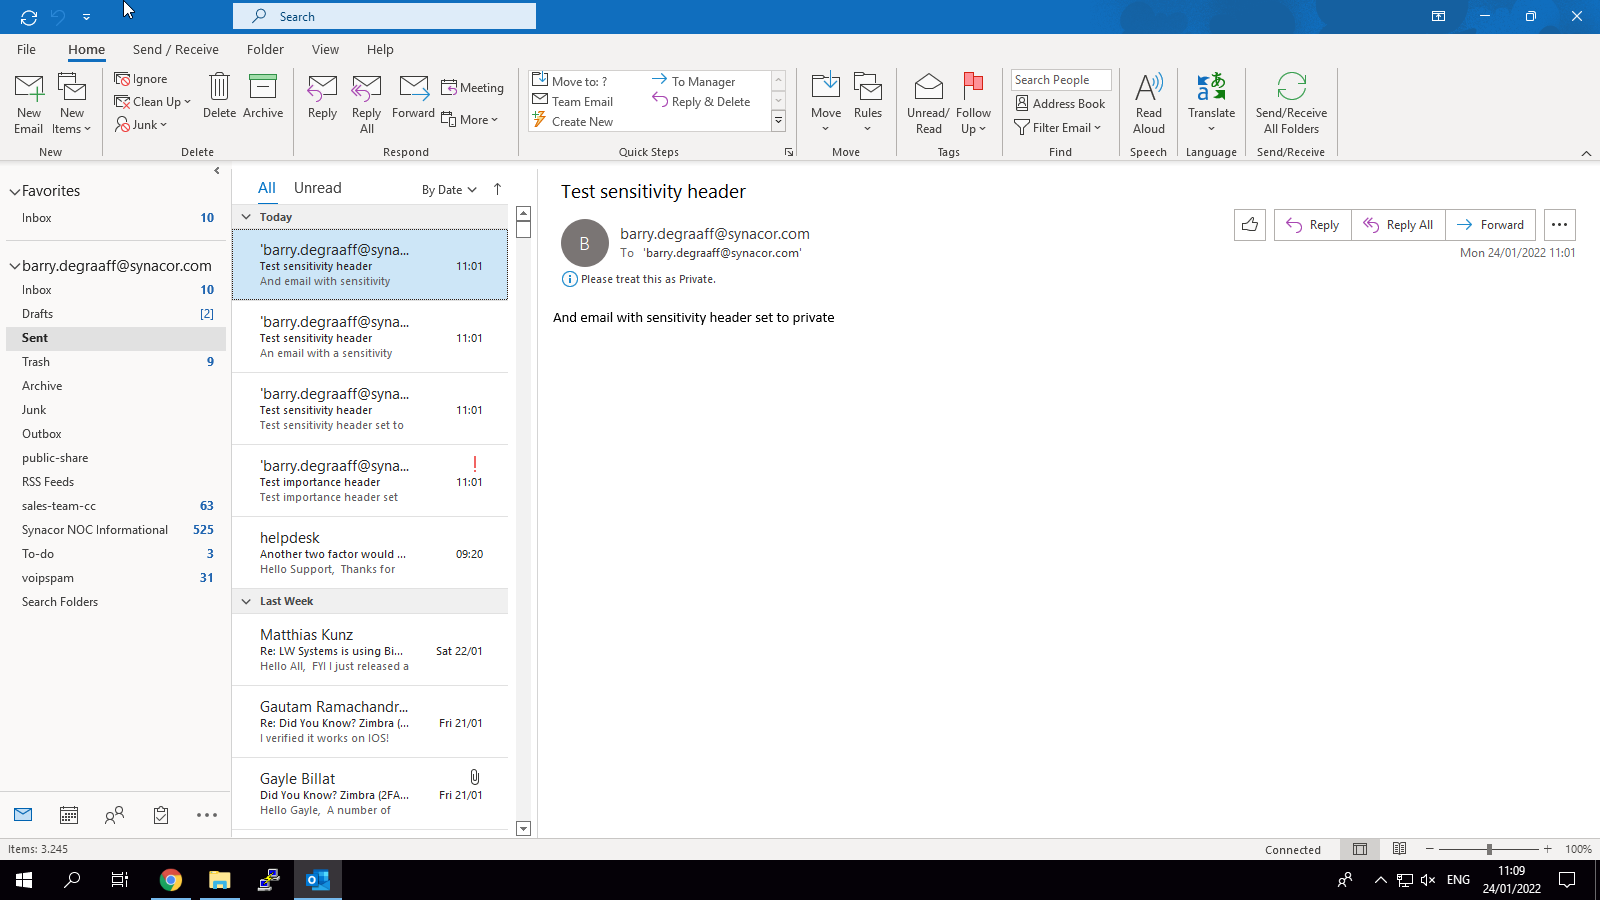 Search
File Home Send / Receive Folder View Help
New Email
New Items
New
Ignore
Clean Up
Junk
Delete
Archive
Delete
Reply
Reply All
Forward
Meeting
More
Respond
Move to: ?
Team Email
Create New
To Manager
Reply & Delete
Quick Steps
Move
Rules
Move
Unread/ Read
Follow Up
Tags
Search People
Address Book
Filter Email
Find
Read Aloud
Speech
Translate
Language
Send/Receive All Folders
Send/Receive
Favorites
Inbox 10
barry.degraaff@synacor.com
Inbox 10
Drafts [2]
Sent
Trash 9
Archive
Junk
Outbox
public-share
RSS Feeds
sales-team-cc 63
Synacor NOC Informational 525
To-do 3
voipspam 31
Search Folders
All Unread By Date
Today
'barry.degraaff@syna...
Test sensitivity header 11:01
And email with sensitivity
'barry.degraaff@syna...
Test sensitivity header 11:01
An email with a sensitivity
'barry.degraaff@syna...
Test sensitivity header 11:01
Test sensitivity header set to
'barry.degraaff@syna...
Test importance header 11:01
Test importance header set
helpdesk
Another two factor would ... 09:20
Hello Support, Thanks for
Last Week
Matthias Kunz
Re: LW Systems is using Bi... Sat 22/01
Hello All, FYI I just released a
Gautam Ramachandr...
Re: Did You Know? Zimbra (... Fri 21/01
I verified it works on IOS!
Gayle Billat
Did You Know? Zimbra (2FA... Fri 21/01
Hello Gayle, A number of
Test sensitivity header
B
barry.degraaff@synacor.com
To 'barry.degraaff@synacor.com'
Please treat this as Private.
Reply Reply All Forward
Mon 24/01/2022 11:01
And email with sensitivity header set to private
Items: 3.245
Connected
100%
ENG
11:09
24/01/2022